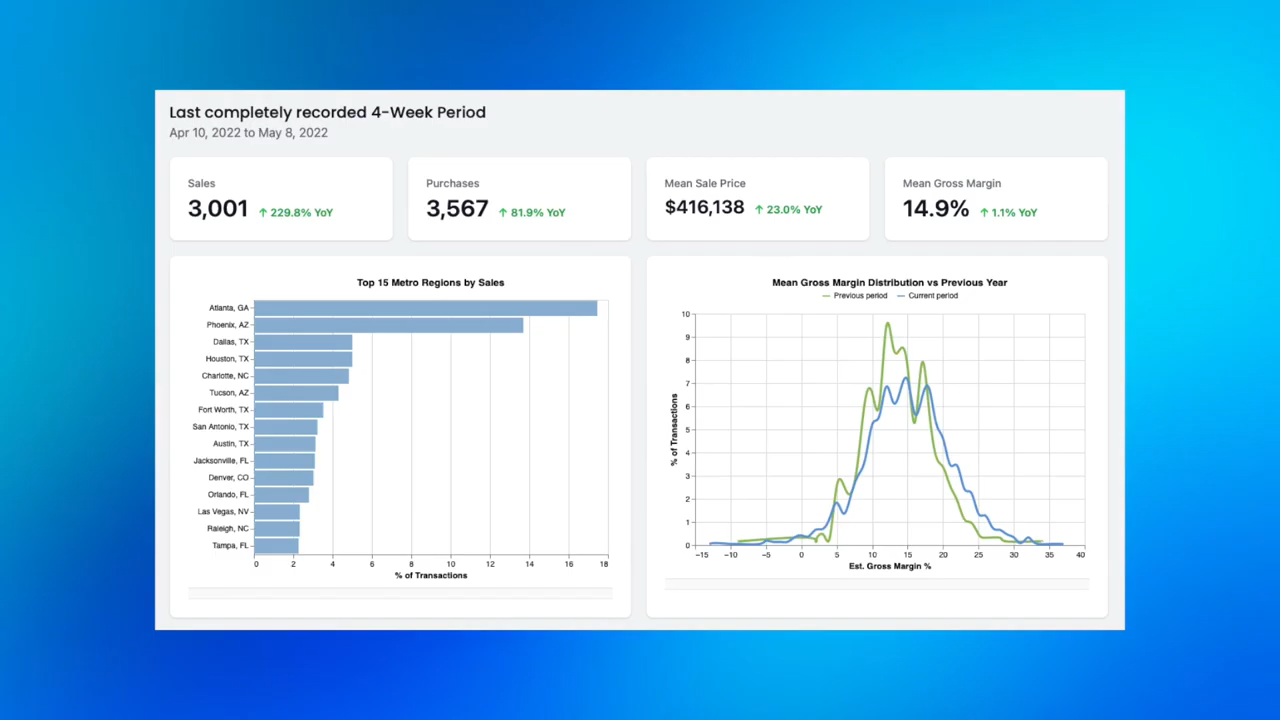 Last completely recorded 4-Week Period
Apr 10, 2022 to May 8, 2022
Sales
3,001 ↑ 229.8% YoY
Purchases
3,567 ↑ 81.9% YoY
Mean Sale Price
$416,138 ↑ 23.0% YoY
Mean Gross Margin
14.9% ↑ 1.1% YoY
Top 15 Metro Regions by Sales
Atlanta, GA
Phoenix, AZ
Dallas, TX
Houston, TX
Charlotte, NC
Tucson, AZ
Fort Worth, TX
San Antonio, TX
Austin, TX
Jacksonville, FL
Denver, CO
Orlando, FL
Las Vegas, NV
Raleigh, NC
Tampa, FL
0 2 4 6 8 10 12 14 16 18
% of Transactions
Mean Gross Margin Distribution vs Previous Year
Previous period Current period
10
9
8
7
6
5
4
3
2
1
0
% of Transactions
−15 −10 −5 0 5 10 15 20 25 30 35 40
Est. Gross Margin %